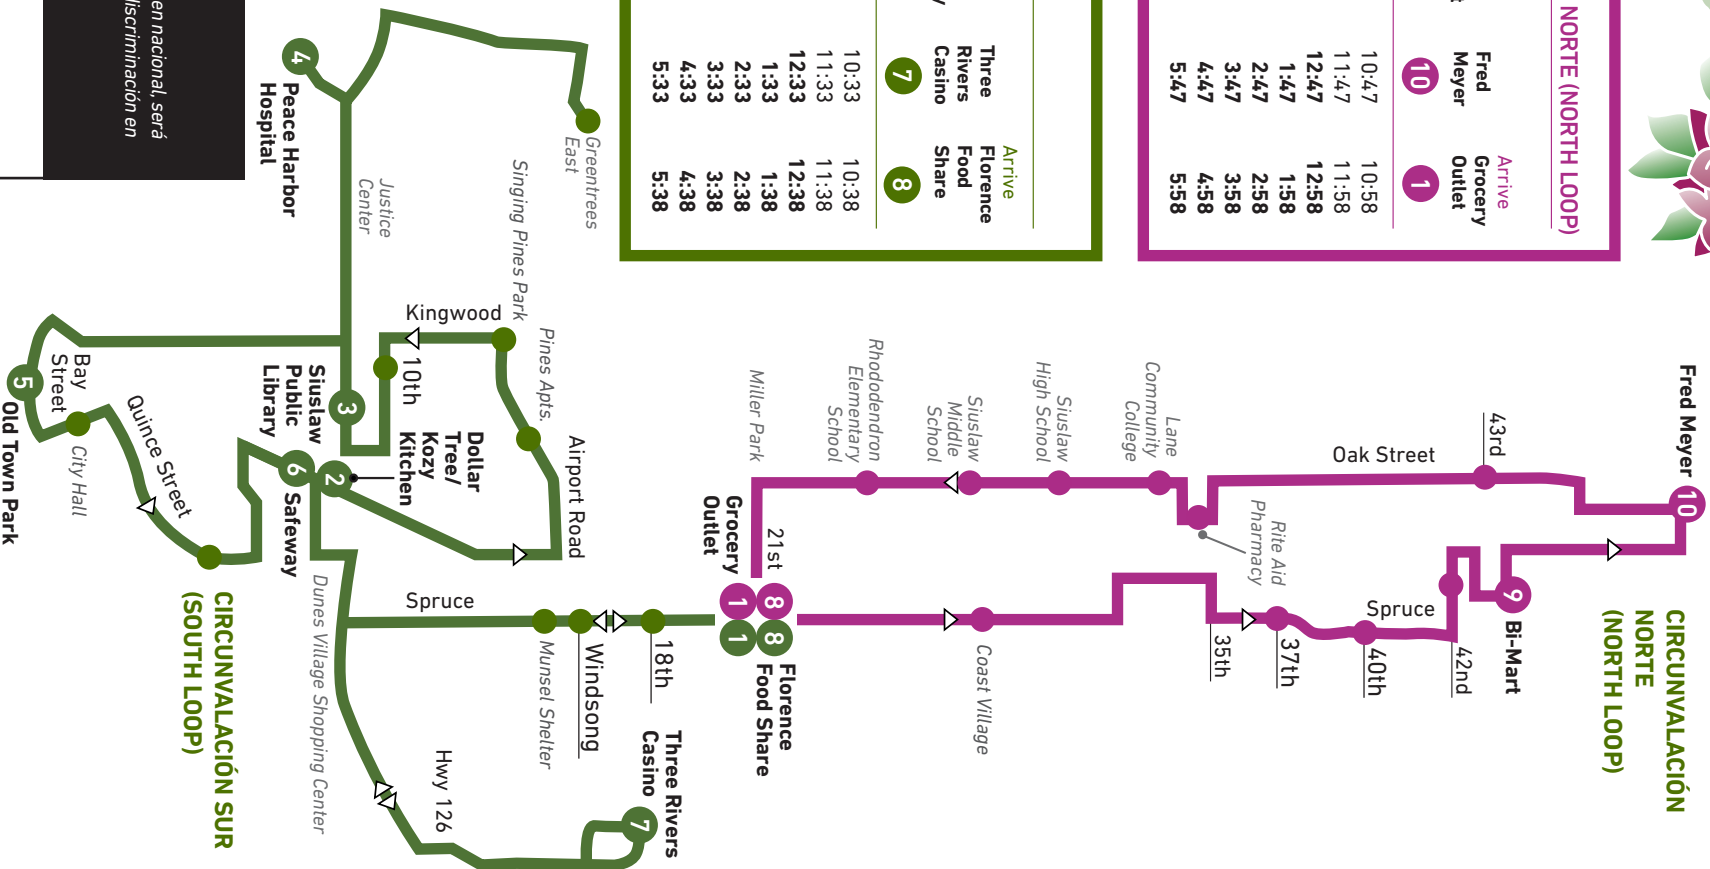 en nacional, será
discriminación en
NORTE (NORTH LOOP)
Fred
Meyer
10
10:47
11:47
12:47
1:47
2:47
3:47
4:47
5:47
Arrive
Grocery
Outlet
1
10:58
11:58
12:58
1:58
2:58
3:58
4:58
5:58
Three
Rivers
Casino
7
10:33
11:33
12:33
1:33
2:33
3:33
4:33
5:33
Arrive
Florence
Food
Share
8
10:38
11:38
12:38
1:38
2:38
3:38
4:38
5:38
Fred Meyer
10
43rd
Oak Street
Lane
Community
College
Siuslaw
High School
Siuslaw
Middle
School
Rhododendron
Elementary
School
Miller Park
Rite Aid
Pharmacy
Grocery
Outlet
21st
1
8
1
8
Florence
Food Share
Coast Village
35th
37th
40th
Spruce
42nd
9
Bi-Mart
CIRCUNVALACIÓN
NORTE
(NORTH LOOP)
Greentrees
East
4
Peace Harbor
Hospital
Justice
Center
Singing Pines Park
Kingwood
Pines Apts.
10th
Airport Road
3
Siuslaw
Public
Library
Dollar
Tree/
Kozy
Kitchen
2
6
Safeway
Bay
Street
5
Old Town Park
City Hall
Quince Street
Dunes Village Shopping Center
Spruce
Munsel Shelter
Windsong
18th
Three Rivers
Casino
7
Hwy 126
CIRCUNVALACIÓN SUR
(SOUTH LOOP)